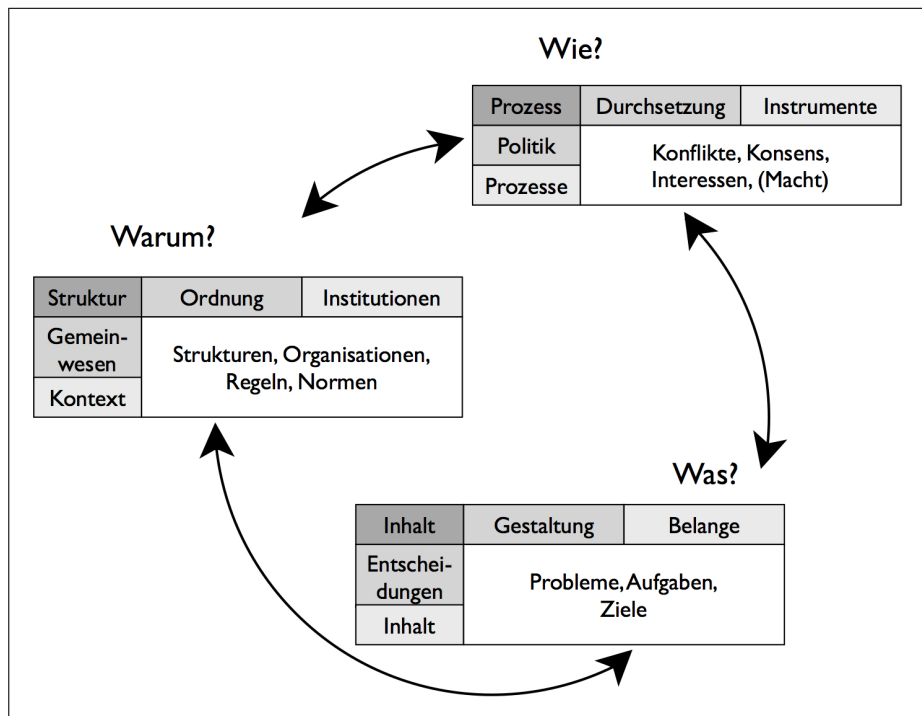 Wie?
Prozess Durchsetzung Instrumente
Politik
Prozesse
Konflikte, Konsens,
Interessen, (Macht)
Warum?
Struktur Ordnung Institutionen
Gemein-
wesen
Kontext
Strukturen, Organisationen,
Regeln, Normen
Was?
Inhalt Gestaltung Belange
Entschei-
dungen
Inhalt
Probleme, Aufgaben,
Ziele